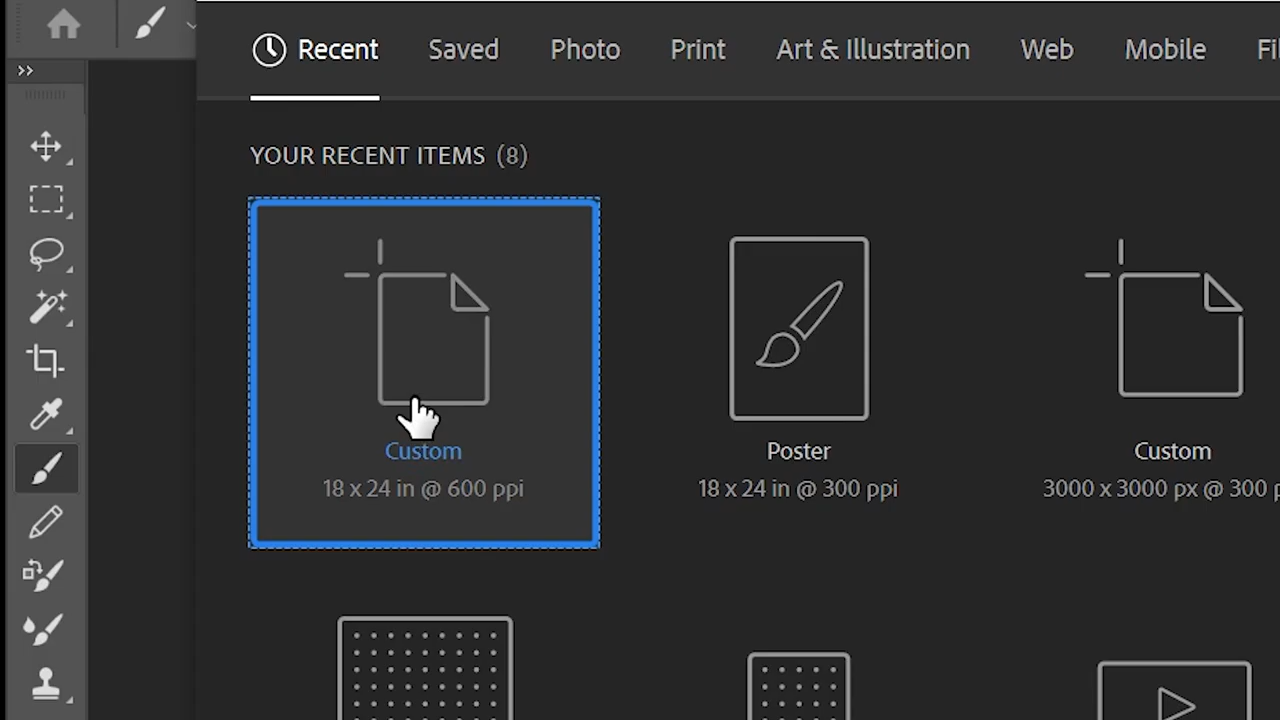 Recent Saved Photo Print Art & Illustration Web Mobile
YOUR RECENT ITEMS (8)
Custom Poster Custom
18 x 24 in @ 600 ppi 18 x 24 in @ 300 ppi 3000 x 3000 px @ 300 p